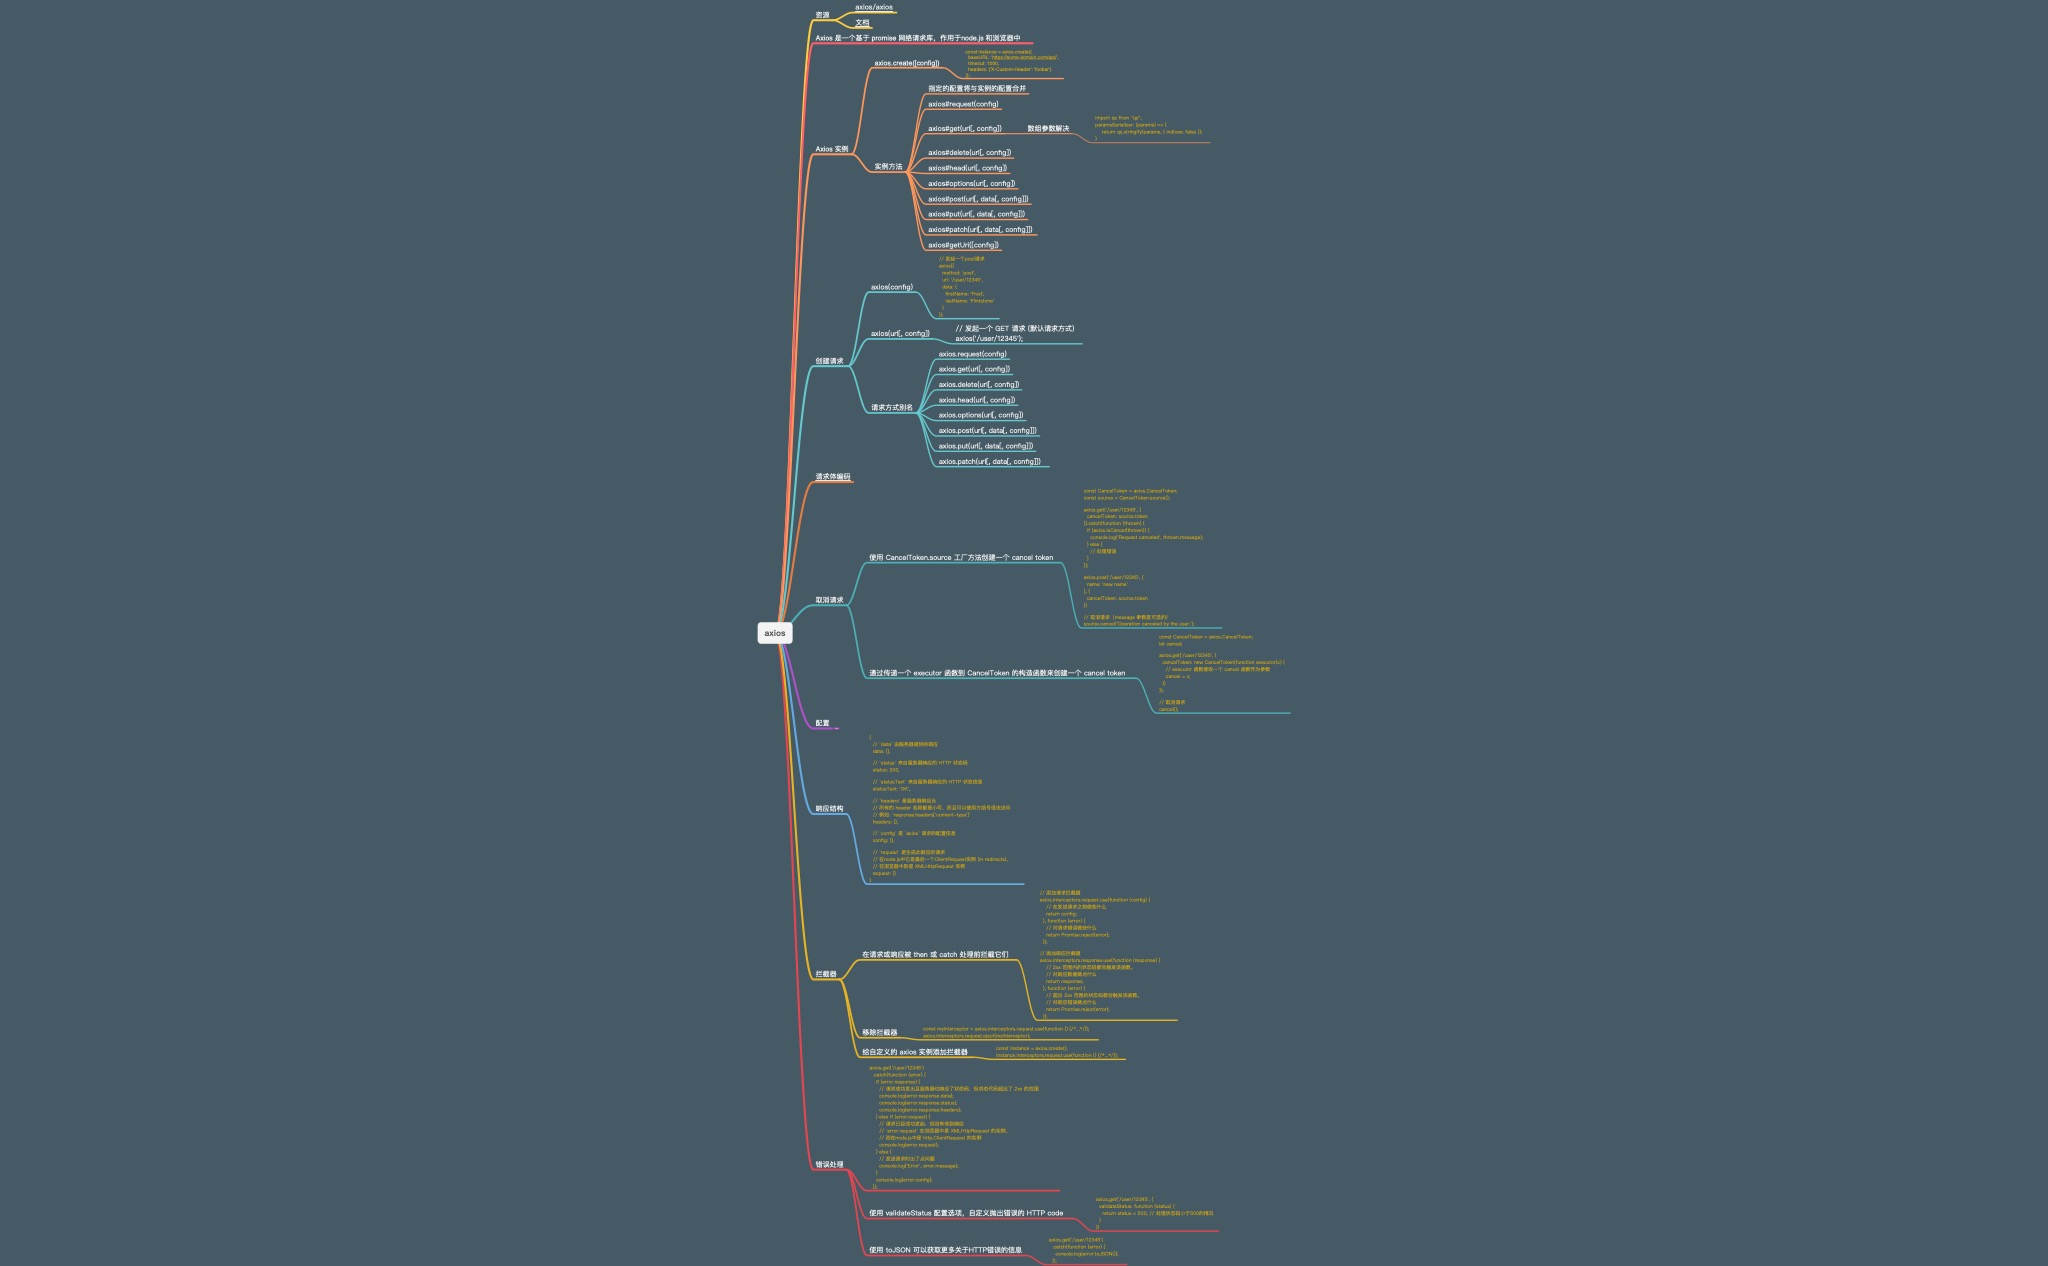 资源
axios/axios
文档
Axios 是一个基于 promise 网络请求库，作用于node.js 和浏览器中
Axios 实例
axios.create([config])
const instance = axios.create({
baseURL: 'https://some-domain.com/api/',
timeout: 1000,
headers: {'X-Custom-Header': 'foobar'}
});
实例方法
指定的配置将与实例的配置合并
axios#request(config)
axios#get(url[, config])
数组参数解决
import qs from "qs";
paramsSerializer: (params) => {
return qs.stringify(params, { indices: false });
}
axios#delete(url[, config])
axios#head(url[, config])
axios#options(url[, config])
axios#post(url[, data[, config]])
axios#put(url[, data[, config]])
axios#patch(url[, data[, config]])
axios#getUri([config])
创建请求
axios(config)
// 发起一个post请求
axios({
method: 'post',
url: '/user/12345',
data: {
firstName: 'Fred',
lastName: 'Flintstone'
}
});
axios(url[, config])
// 发起一个 GET 请求 (默认请求方式)
axios('/user/12345');
请求方式别名
axios.request(config)
axios.get(url[, config])
axios.delete(url[, config])
axios.head(url[, config])
axios.options(url[, config])
axios.post(url[, data[, config]])
axios.put(url[, data[, config]])
axios.patch(url[, data[, config]])
请求体编码
axios
取消请求
使用 CancelToken.source 工厂方法创建一个 cancel token
const CancelToken = axios.CancelToken;
const source = CancelToken.source();
axios.get('/user/12345', {
cancelToken: source.token
}).catch(function (thrown) {
if (axios.isCancel(thrown)) {
console.log('Request canceled', thrown.message);
} else {
// 处理错误
}
});
axios.post('/user/12345', {
name: 'new name'
}, {
cancelToken: source.token
})
// 取消请求（message 参数是可选的）
source.cancel('Operation canceled by the user.');
通过传递一个 executor 函数到 CancelToken 的构造函数来创建一个 cancel token
const CancelToken = axios.CancelToken;
let cancel;
axios.get('/user/12345', {
cancelToken: new CancelToken(function executor(c) {
// executor 函数接收一个 cancel 函数作为参数
cancel = c;
})
});
// 取消请求
cancel();
配置
响应结构
{
// `data` 由服务器提供的响应
data: {},
// `status` 来自服务器响应的 HTTP 状态码
status: 200,
// `statusText` 来自服务器响应的 HTTP 状态信息
statusText: 'OK',
// `headers` 是服务器响应头
// 所有的 header 名称都是小写，而且可以使用方括号语法访问
// 例如: `response.headers['content-type']`
headers: {},
// `config` 是 `axios` 请求的配置信息
config: {},
// `request` 是生成此响应的请求
// 在node.js中它是最后一个ClientRequest实例 (in redirects),
// 在浏览器中则是 XMLHttpRequest 实例
request: {}
}
拦截器
在请求或响应被 then 或 catch 处理前拦截它们
// 添加请求拦截器
axios.interceptors.request.use(function (config) {
// 在发送请求之前做些什么
return config;
}, function (error) {
// 对请求错误做些什么
return Promise.reject(error);
});
// 添加响应拦截器
axios.interceptors.response.use(function (response) {
// 2xx 范围内的状态码都会触发该函数。
// 对响应数据做点什么
return response;
}, function (error) {
// 超出 2xx 范围的状态码都会触发该函数。
// 对响应错误做点什么
return Promise.reject(error);
});
移除拦截器
const myInterceptor = axios.interceptors.request.use(function () {/*...*/});
axios.interceptors.request.eject(myInterceptor);
给自定义的 axios 实例添加拦截器
const instance = axios.create();
instance.interceptors.request.use(function () {/*...*/});
错误处理
axios.get('/user/12345')
.catch(function (error) {
if (error.response) {
// 请求成功发出且服务器也响应了状态码，但状态代码超出了 2xx 的范围
console.log(error.response.data);
console.log(error.response.status);
console.log(error.response.headers);
} else if (error.request) {
// 请求已经成功发起，但没有收到响应
// `error.request` 在浏览器中是 XMLHttpRequest 的实例，
// 而在node.js中是 http.ClientRequest 的实例
console.log(error.request);
} else {
// 发送请求时出了点问题
console.log('Error', error.message);
}
console.log(error.config);
});
使用 validateStatus 配置选项，自定义抛出错误的 HTTP code
axios.get('/user/12345', {
validateStatus: function (status) {
return status < 500; // 处理状态码小于500的情况
}
})
使用 toJSON 可以获取更多关于HTTP错误的信息
axios.get('/user/12345')
.catch(function (error) {
console.log(error.toJSON());
});